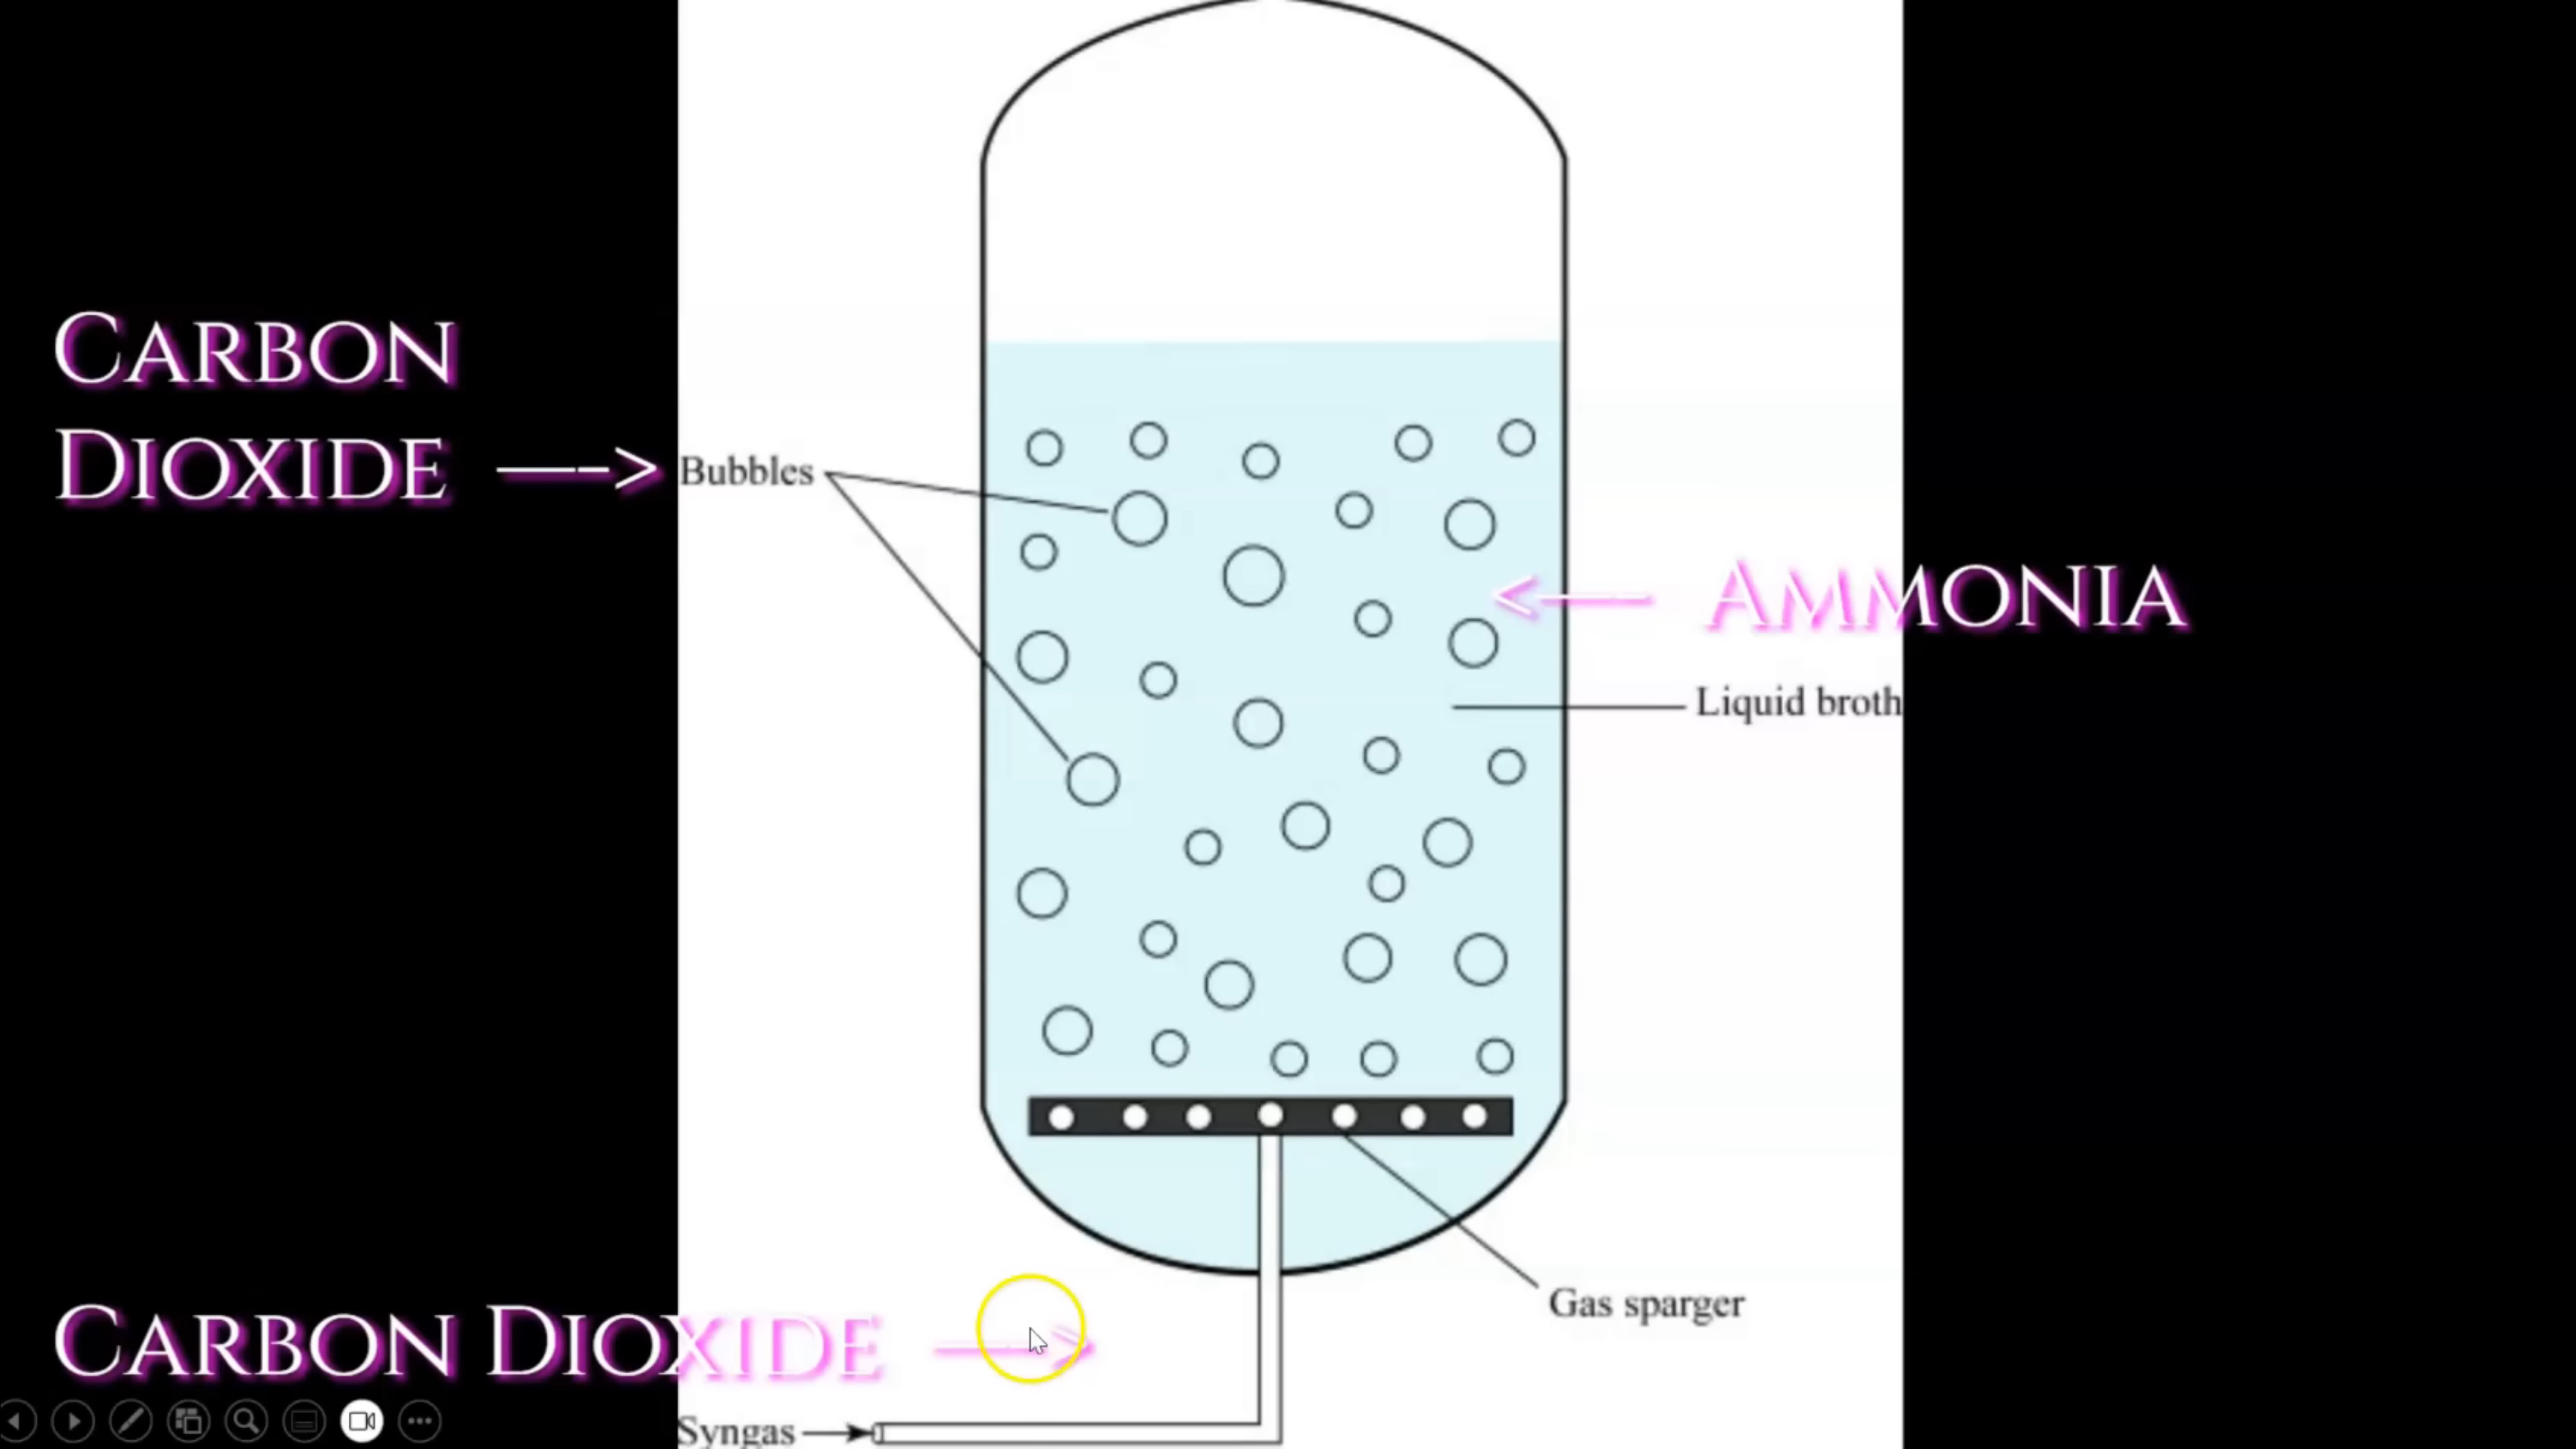 CARBON
DIOXIDE —-> Bubbles
<— AMMONIA
Liquid broth
Gas sparger
CARBON DIOXIDE —>
Syngas